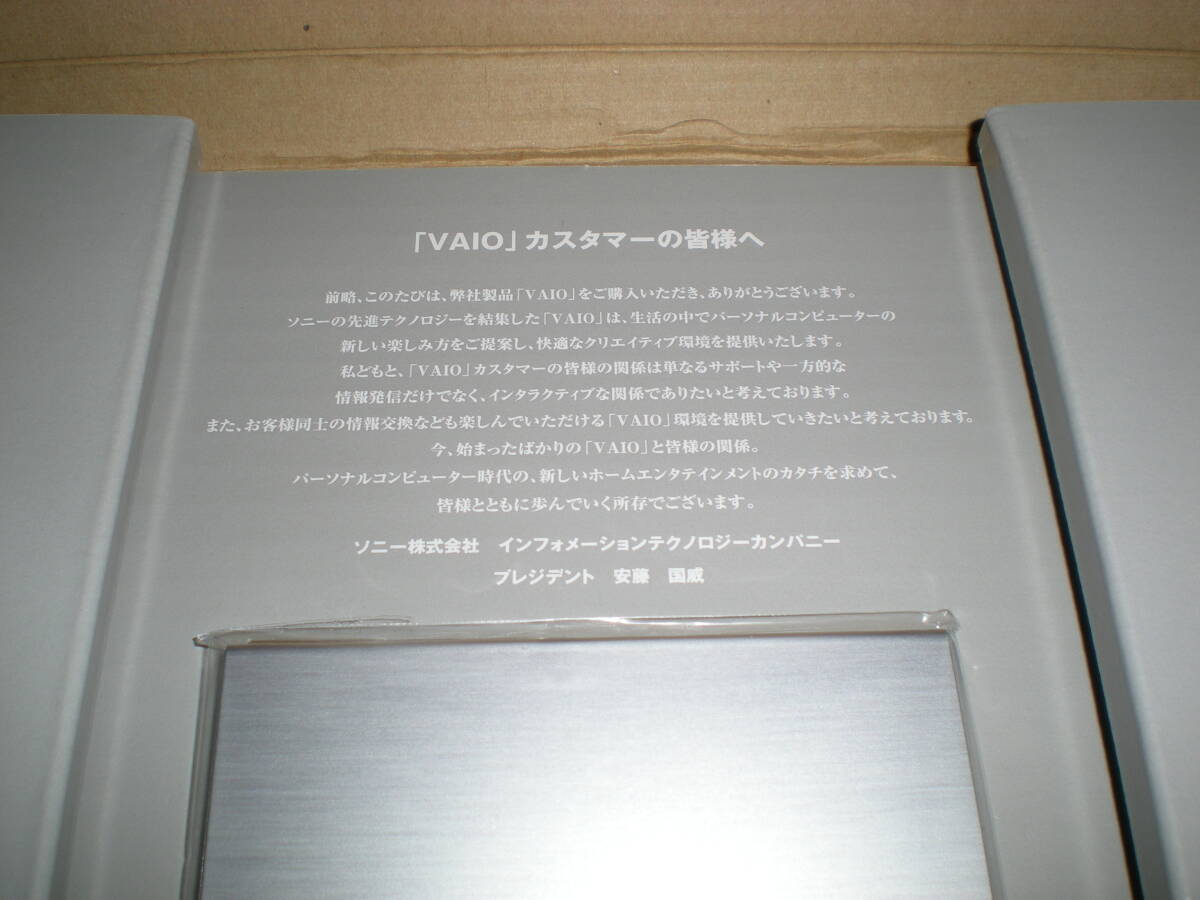 「VAIO」カスタマーの皆様へ
前略、このたびは、弊社製品「VAIO」をご購入いただき、ありがとうございます。
ソニーの先進テクノロジーを結集した「VAIO」は、生活の中でパーソナルコンピューターの
新しい楽しみ方をご提案し、快適なクリエイティブ環境を提供いたします。
私どもと、「VAIO」カスタマーの皆様の関係は単なるサポートや一方的な
情報発信だけでなく、インタラクティブな関係でありたいと考えております。
また、お客様同士の情報交換なども楽しんでいただける「VAIO」環境を提供していきたいと考えております。
今、始まったばかりの「VAIO」と皆様の関係。
パーソナルコンピューター時代の、新しいホームエンタテインメントのカタチを求めて、
皆様とともに歩んでいく所存でございます。
ソニー株式会社 インフォメーションテクノロジーカンパニー
プレジデント 安藤 国威